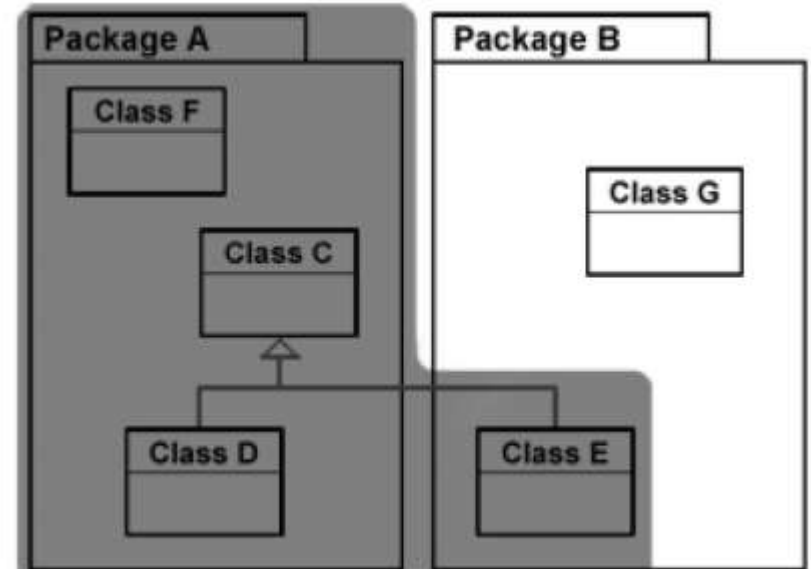 Package A
Package B
Class F
Class G
Class C
Class D
Class E